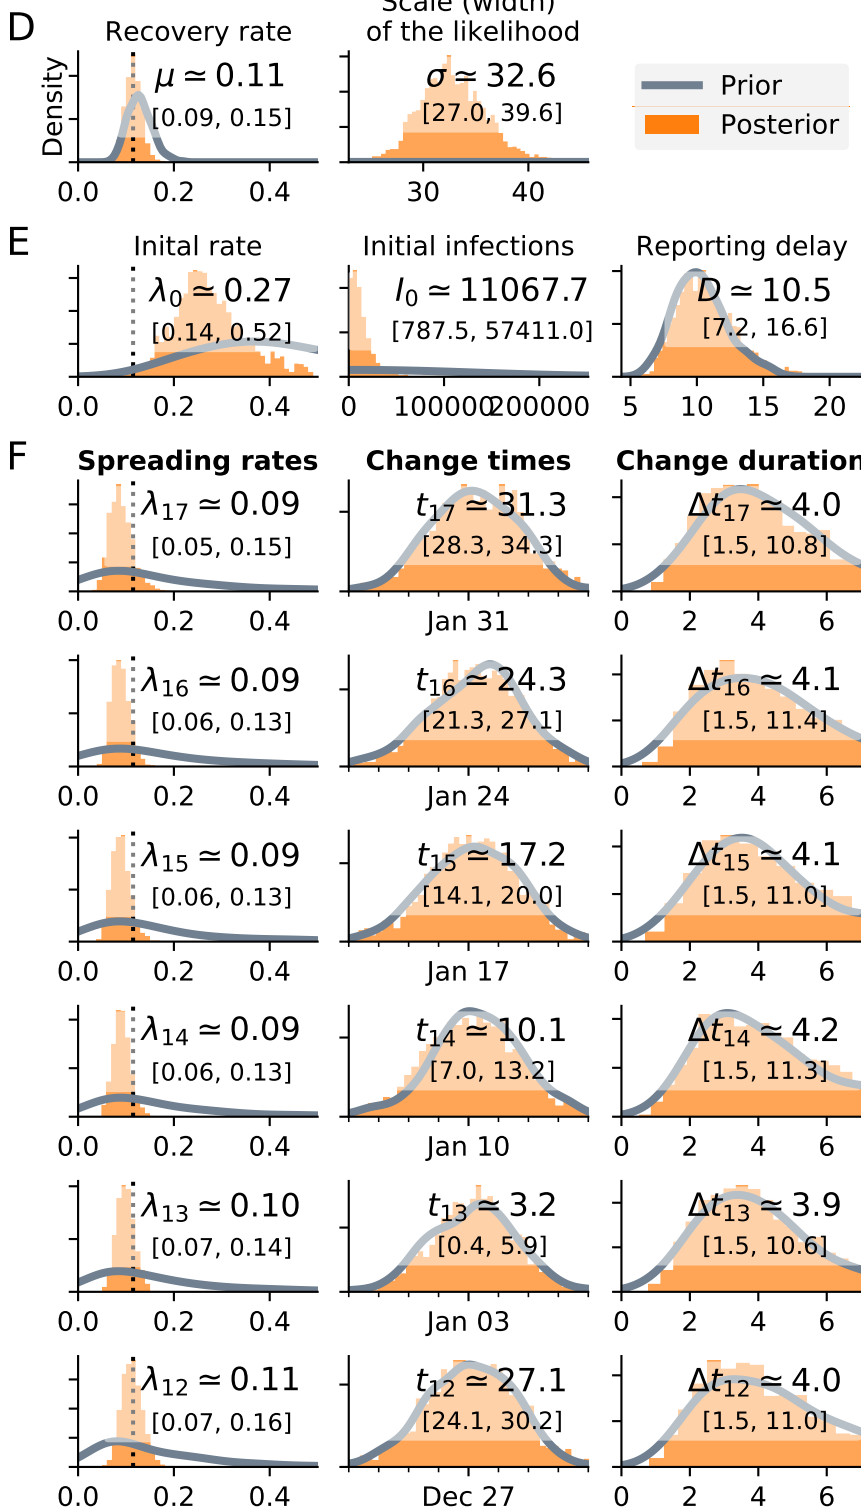 D
Recovery rate
Scale (width)
of the likelihood
Density
μ ≃ 0.11
[0.09, 0.15]
σ ≃ 32.6
[27.0, 39.6]
Prior
Posterior
0.0 0.2 0.4
30 40
E
Inital rate
Initial infections
Reporting delay
λ0 ≃ 0.27
[0.14, 0.52]
I0 ≃ 11067.7
[787.5, 57411.0]
D ≃ 10.5
[7.2, 16.6]
0.0 0.2 0.4
0 100000 200000
5 10 15 20
F
Spreading rates
Change times
Change duration
λ17 ≃ 0.09
[0.05, 0.15]
t17 ≃ 31.3
[28.3, 34.3]
Δt17 ≃ 4.0
[1.5, 10.8]
0.0 0.2 0.4
Jan 31
0 2 4 6
λ16 ≃ 0.09
[0.06, 0.13]
t16 ≃ 24.3
[21.3, 27.1]
Δt16 ≃ 4.1
[1.5, 11.4]
0.0 0.2 0.4
Jan 24
0 2 4 6
λ15 ≃ 0.09
[0.06, 0.13]
t15 ≃ 17.2
[14.1, 20.0]
Δt15 ≃ 4.1
[1.5, 11.0]
0.0 0.2 0.4
Jan 17
0 2 4 6
λ14 ≃ 0.09
[0.06, 0.13]
t14 ≃ 10.1
[7.0, 13.2]
Δt14 ≃ 4.2
[1.5, 11.3]
0.0 0.2 0.4
Jan 10
0 2 4 6
λ13 ≃ 0.10
[0.07, 0.14]
t13 ≃ 3.2
[0.4, 5.9]
Δt13 ≃ 3.9
[1.5, 10.6]
0.0 0.2 0.4
Jan 03
0 2 4 6
λ12 ≃ 0.11
[0.07, 0.16]
t12 ≃ 27.1
[24.1, 30.2]
Δt12 ≃ 4.0
[1.5, 11.0]
0.0 0.2 0.4
Dec 27
0 2 4 6